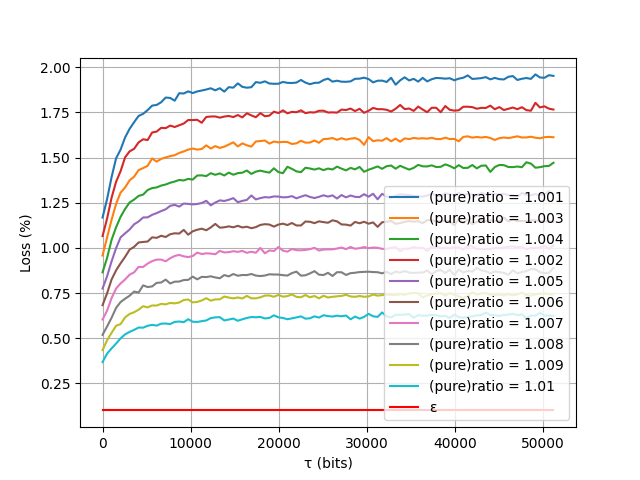 2.00
1.75
1.50
1.25
1.00
0.75
0.50
0.25
Loss (%)
(pure)ratio = 1.001
(pure)ratio = 1.003
(pure)ratio = 1.004
(pure)ratio = 1.002
(pure)ratio = 1.005
(pure)ratio = 1.006
(pure)ratio = 1.007
(pure)ratio = 1.008
(pure)ratio = 1.009
(pure)ratio = 1.01
ε
0 10000 20000 30000 40000 50000
τ (bits)